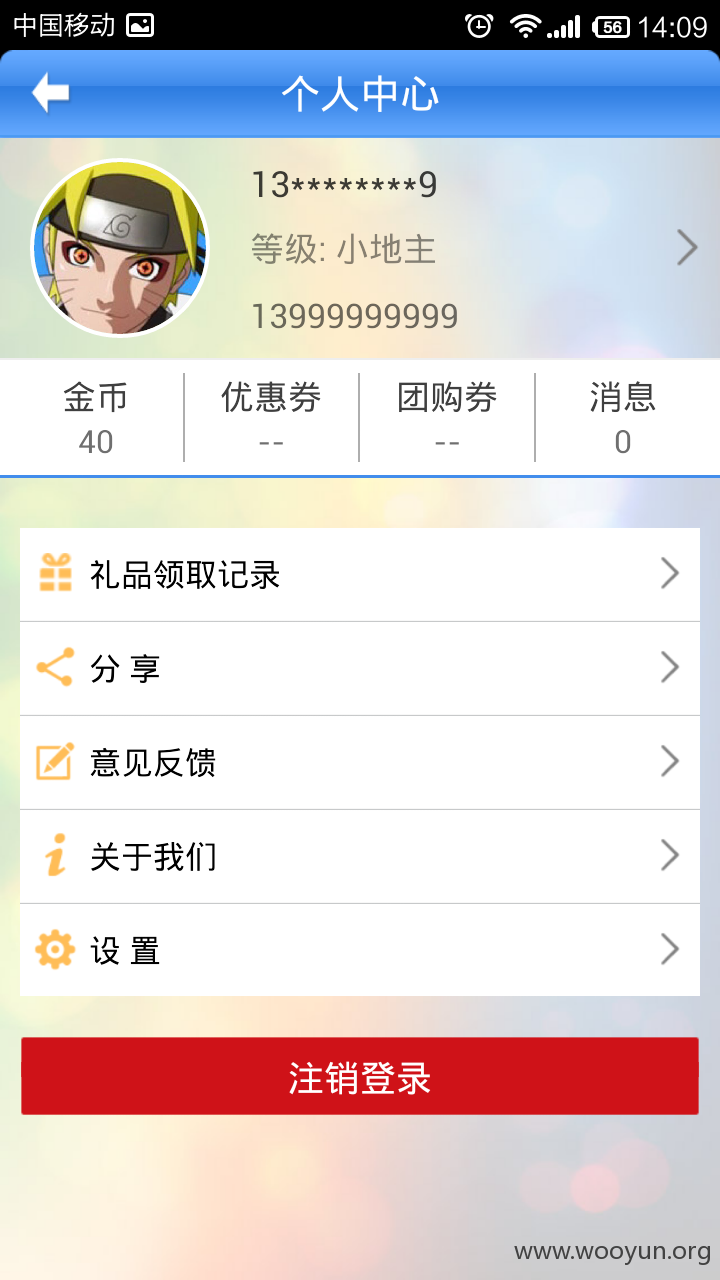 中国移动 56 14:09
个人中心
13********9
等级: 小地主
13999999999
金币 优惠券 团购券 消息
40 -- -- 0
礼品领取记录
分 享
意见反馈
关于我们
设 置
注销登录
www.wooyun.org